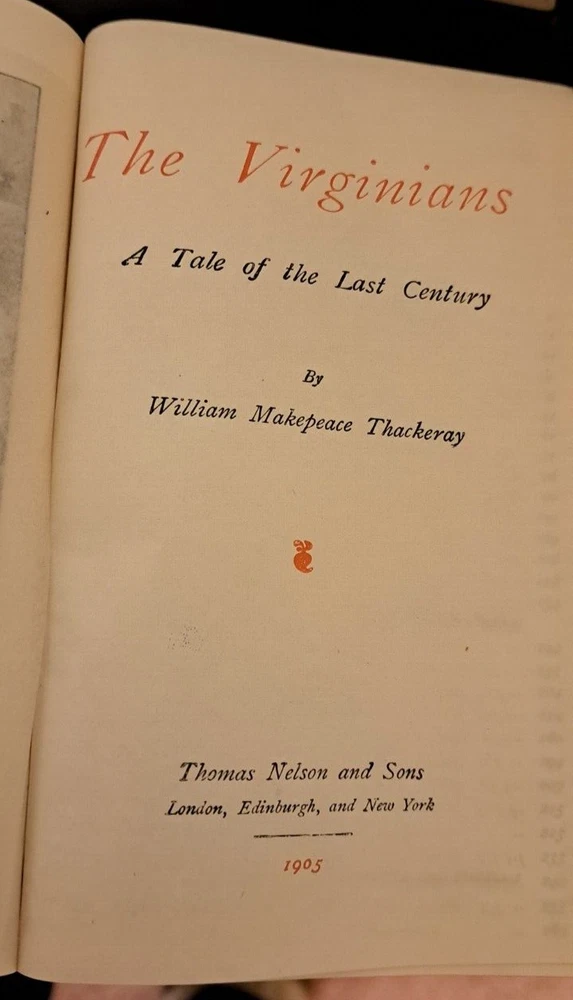 The Virginians
A Tale of the Last Century
By
William Makepeace Thackeray
Thomas Nelson and Sons
London, Edinburgh, and New York
1905